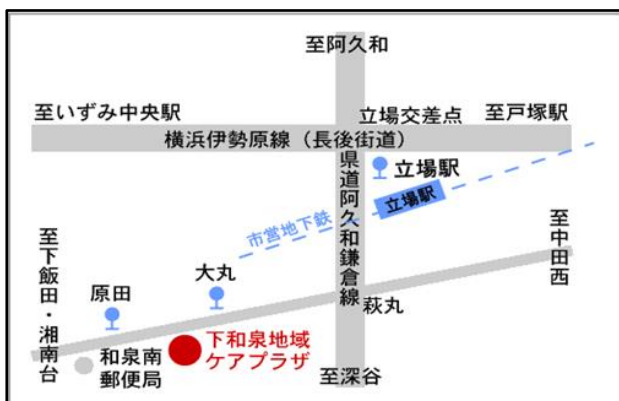 至阿久和
至いずみ中央駅
立場交差点
至戸塚駅
横浜伊勢原線（長後街道）
立場駅
立場駅
県道阿久和鎌倉線
市営地下鉄
至中田西
至下飯田・湘南台
大丸
原田
萩丸
下和泉地域
ケアプラザ
和泉南
郵便局
至深谷